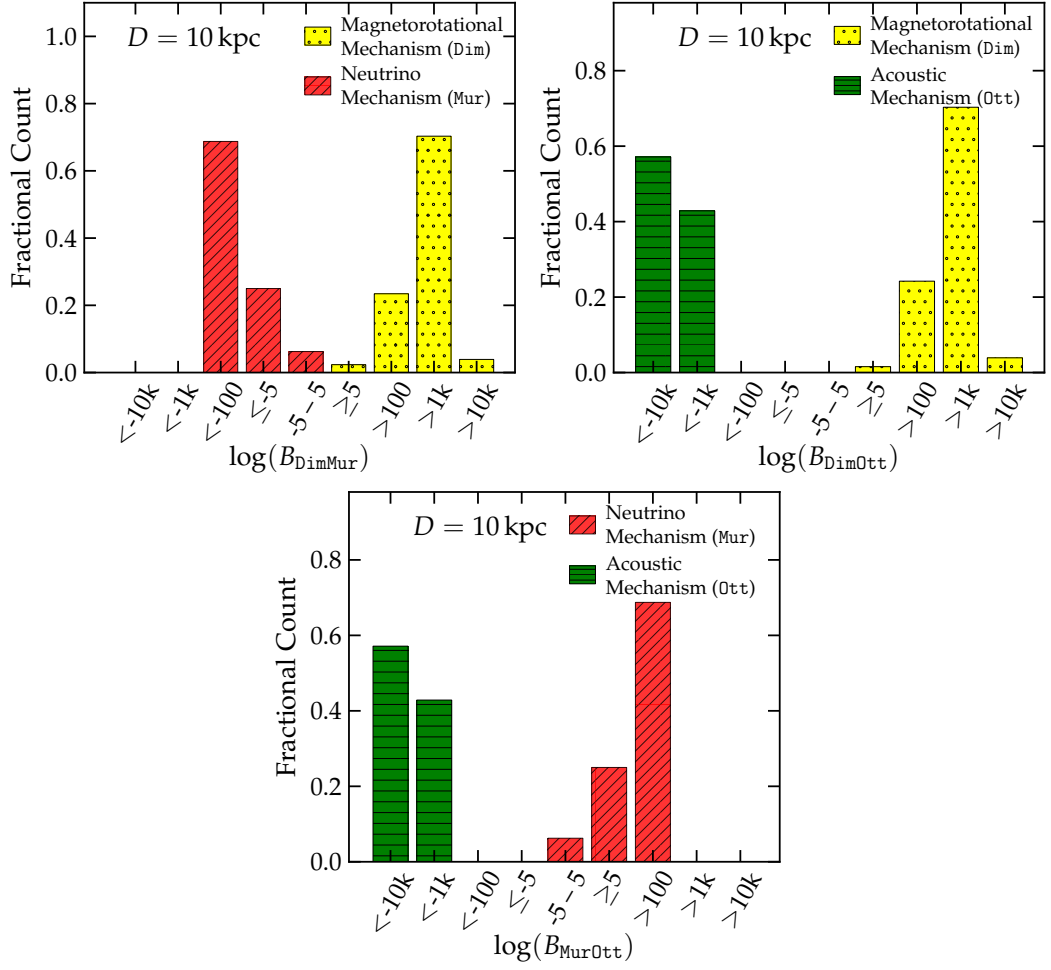 D = 10 kpc
Magnetorotational
Mechanism (Dim)
Neutrino
Mechanism (Mur)
Fractional Count
1.0
0.8
0.6
0.4
0.2
0.0
<-10k
<-1k
<-100
≤-5
-5 – 5
≥5
>100
>1k
>10k
log(B_DimMur)
D = 10 kpc
Magnetorotational
Mechanism (Dim)
Acoustic
Mechanism (Ott)
Fractional Count
0.8
0.6
0.4
0.2
0.0
<-10k
<-1k
<-100
≤-5
-5 – 5
≥5
>100
>1k
>10k
log(B_DimOtt)
D = 10 kpc
Neutrino
Mechanism (Mur)
Acoustic
Mechanism (Ott)
Fractional Count
0.8
0.6
0.4
0.2
0.0
<-10k
<-1k
<-100
≤-5
-5 – 5
≥5
>100
>1k
>10k
log(B_MurOtt)